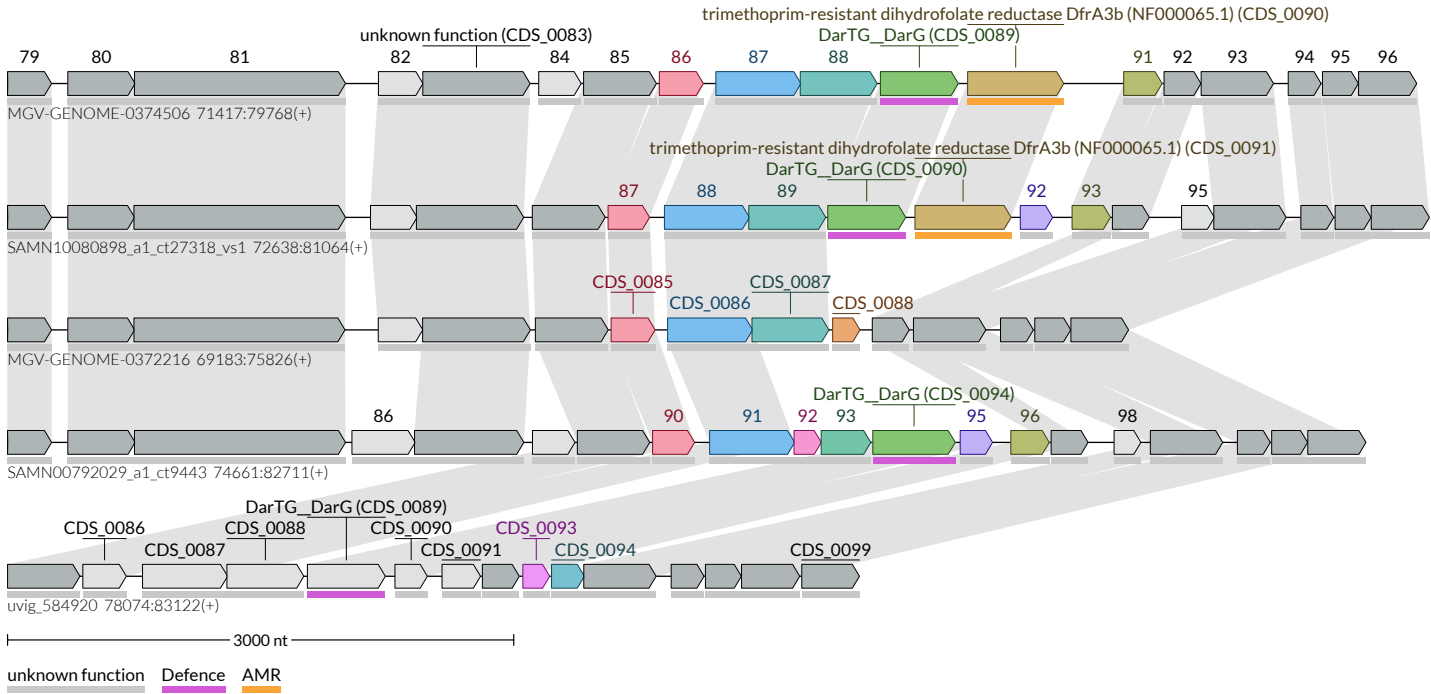 trimethoprim-resistant dihydrofolate reductase DfrA3b (NF000065.1) (CDS_0090)
unknown function (CDS_0083) DarTG__DarG (CDS_0089)
79 80 81 82 84 85 86 87 88 91 92 93 94 95 96
MGV-GENOME-0374506 71417:79768(+)
trimethoprim-resistant dihydrofolate reductase DfrA3b (NF000065.1) (CDS_0091)
DarTG__DarG (CDS_0090)
87 88 89 92 93 95
SAMN10080898_a1_ct27318_vs1 72638:81064(+)
CDS_0085 CDS_0087
CDS_0086 CDS_0088
MGV-GENOME-0372216 69183:75826(+)
DarTG__DarG (CDS_0094)
86 90 91 92 93 95 96 98
SAMN00792029_a1_ct9443 74661:82711(+)
DarTG__DarG (CDS_0089)
CDS_0086 CDS_0088 CDS_0090 CDS_0093
CDS_0087 CDS_0091 CDS_0094 CDS_0099
uvig_584920 78074:83122(+)
3000 nt
unknown function Defence AMR